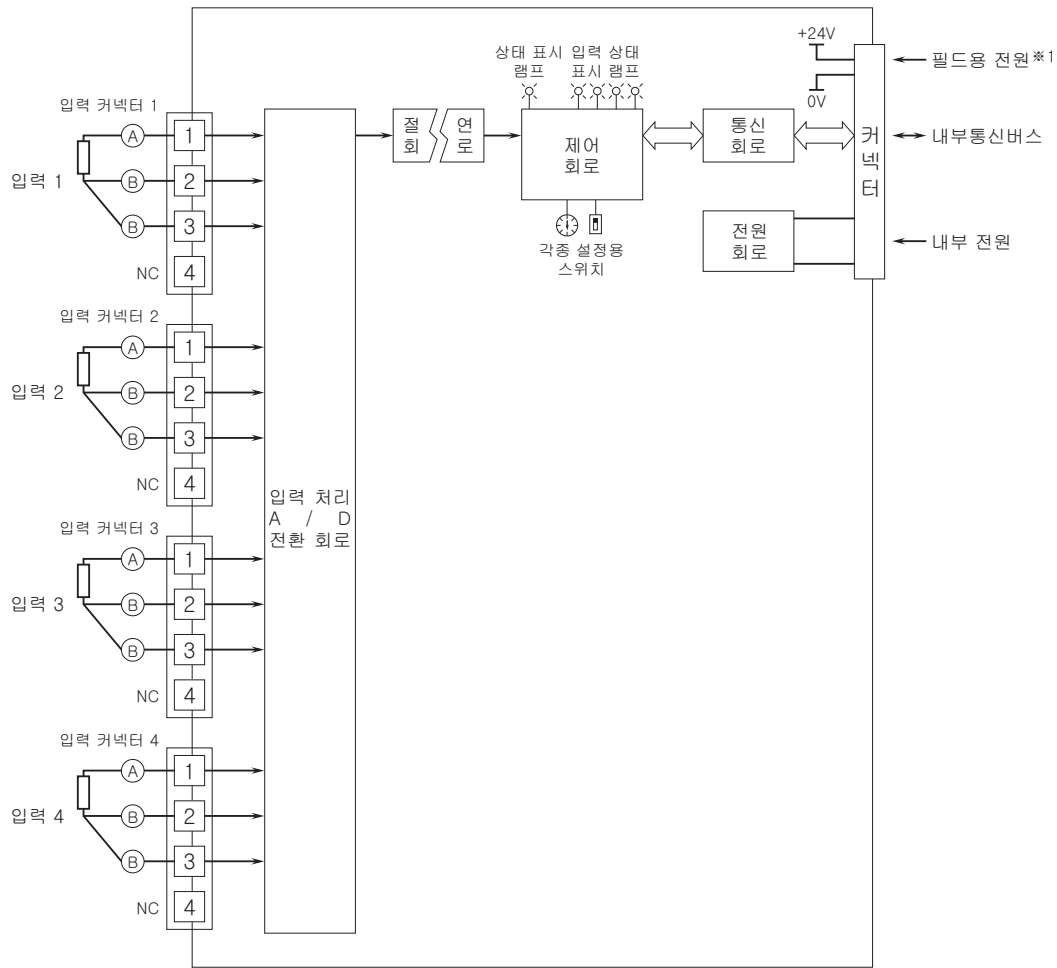 +24V
0V
필드용 전원※1
내부통신버스
내부 전원
커
넥
터
상태 표시
램프
입력 상태
표시 램프
절 연
회 로
제어
회로
통신
회로
전원
회로
각종 설정용
스위치
입력 처리
A / D
전환 회로
입력 커넥터 1
입력 1
A
B
B
NC
1
2
3
4
입력 커넥터 2
입력 2
A
B
B
NC
1
2
3
4
입력 커넥터 3
입력 3
A
B
B
NC
1
2
3
4
입력 커넥터 4
입력 4
A
B
B
NC
1
2
3
4